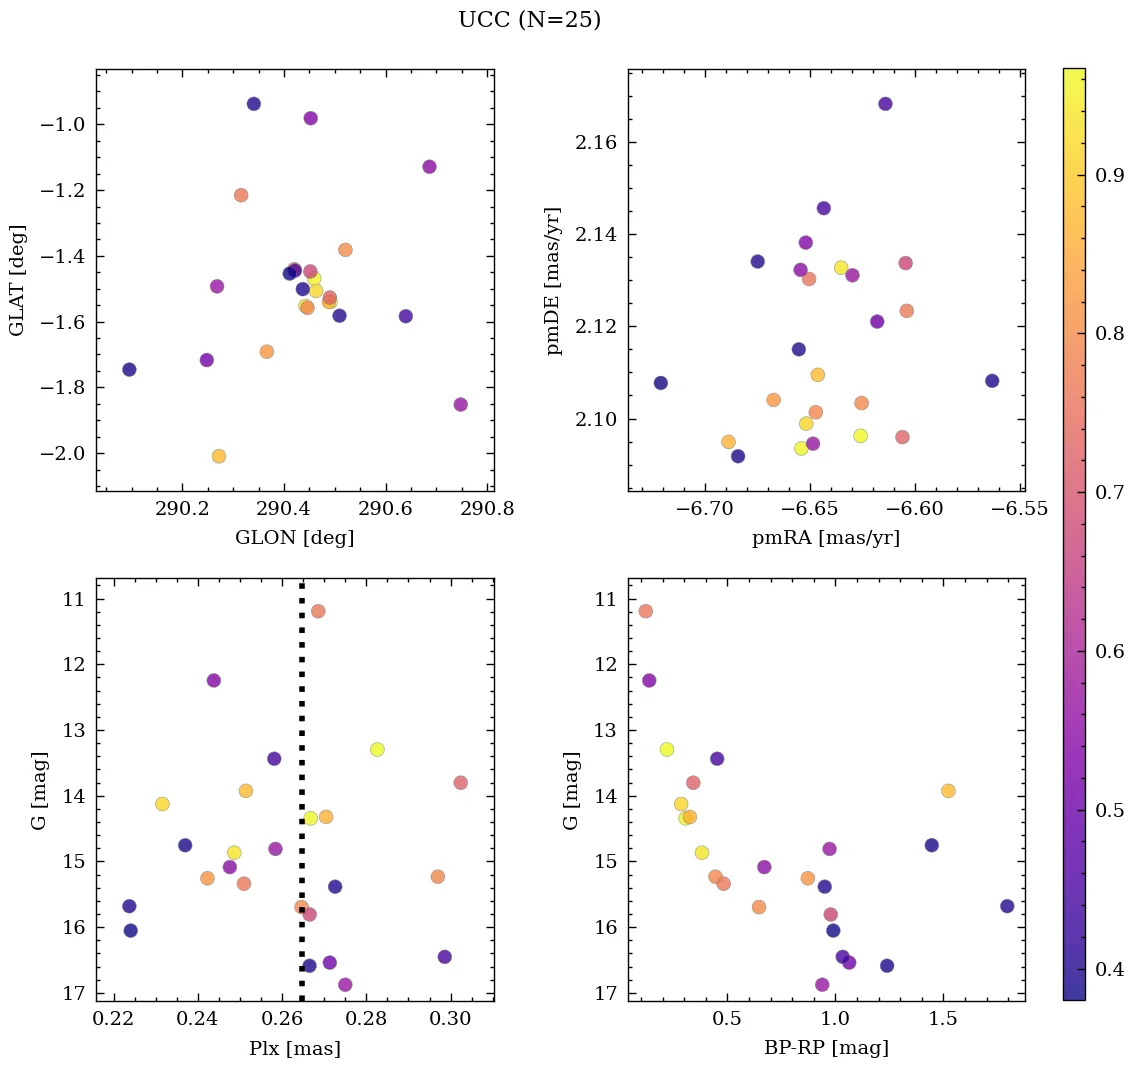 UCC (N=25)
−1.0
−1.2
−1.4
−1.6
−1.8
−2.0
GLAT [deg]
290.2 290.4 290.6 290.8
GLON [deg]
2.16
2.14
2.12
2.10
pmDE [mas/yr]
−6.70 −6.65 −6.60 −6.55
pmRA [mas/yr]
11
12
13
14
15
16
17
G [mag]
0.22 0.24 0.26 0.28 0.30
Plx [mas]
11
12
13
14
15
16
17
G [mag]
0.5 1.0 1.5
BP-RP [mag]
0.9
0.8
0.7
0.6
0.5
0.4